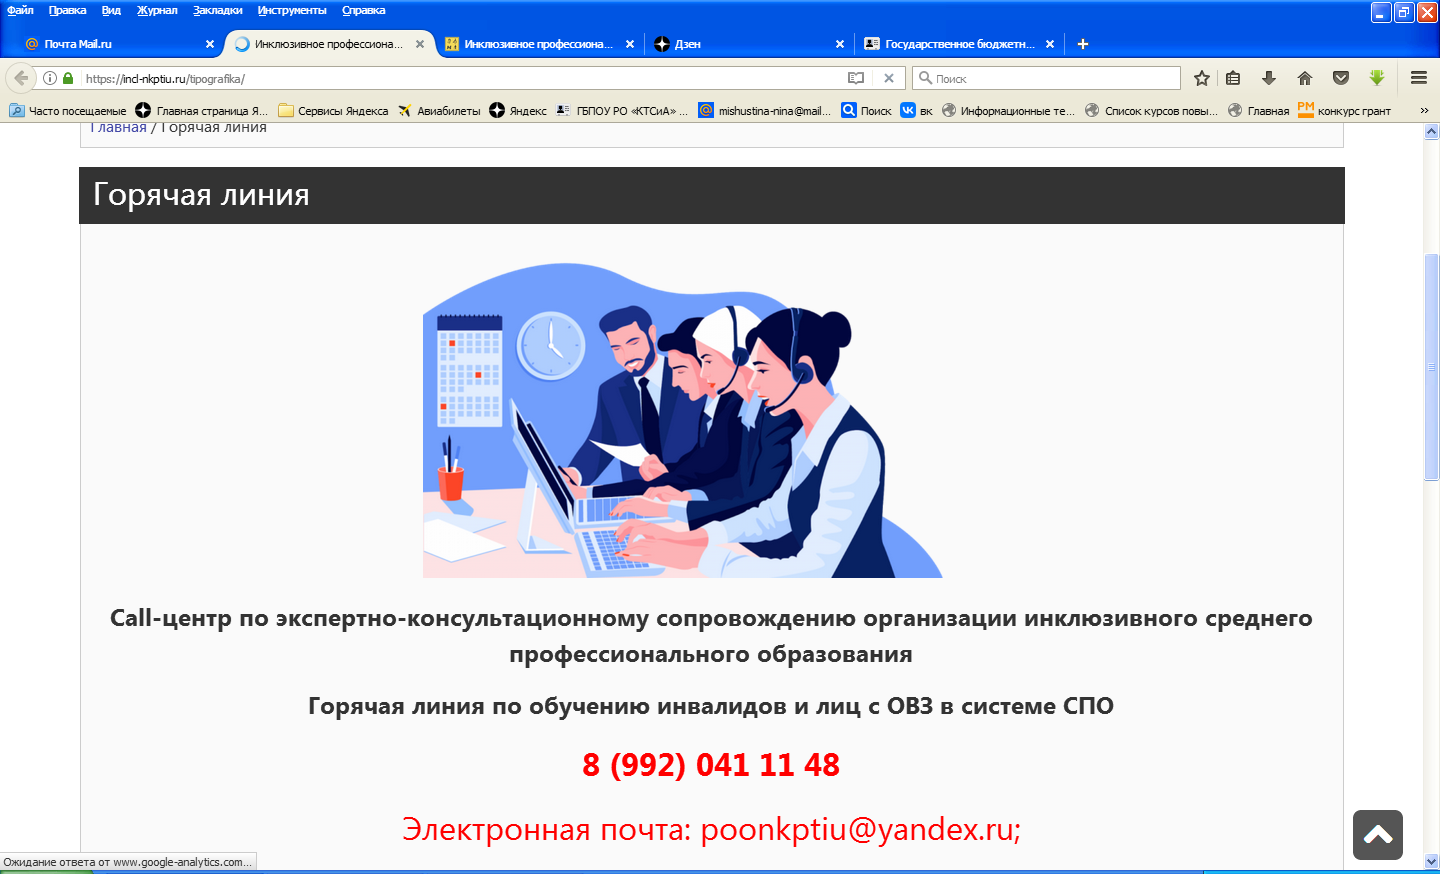 Файл Правка Вид Журнал Закладки Инструменты Справка
Почта Mail.ru
Инклюзивное профессиона...
Инклюзивное профессиона...
Дзен
Государственное бюджетн...
https://incl-nkptiu.ru/tipografika/
Поиск
Часто посещаемые
Главная страница Я...
Сервисы Яндекса
Авиабилеты
Яндекс
ГБПОУ РО «КТСиА» ...
mishustina-nina@mail...
Поиск
вк
Информационные те...
Список курсов повы...
Главная
РМ
конкурс грант
Главная / Горячая линия
Горячая линия
Call-центр по экспертно-консультационному сопровождению организации инклюзивного среднего
профессионального образования
Горячая линия по обучению инвалидов и лиц с ОВЗ в системе СПО
8 (992) 041 11 48
Электронная почта: poonkptiu@yandex.ru;
Ожидание ответа от www.google-analytics.com...